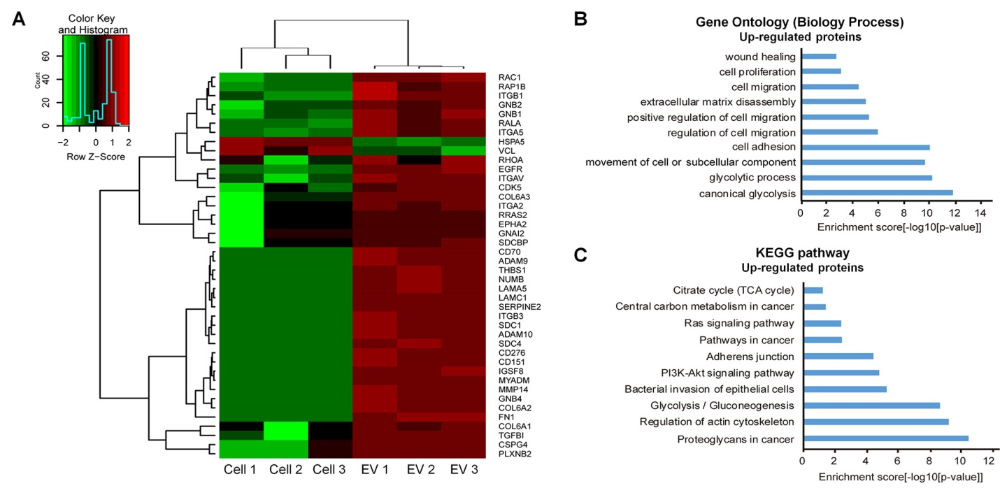 A
Color Key
and Histogram
Count
0 20 40 60
−2 0 1 2
Row Z−Score
RAC1
RAP1B
ITGB1
GNB2
GNB1
RALA
ITGA5
HSPA5
VCL
RHOA
EGFR
ITGAV
CDK5
COL6A3
ITGA2
RRAS2
EPHA2
GNAI2
SDCBP
CD70
ADAM9
THBS1
NUMB
LAMA5
LAMC1
SERPINE2
ITGB3
SDC1
ADAM10
SDC4
CD276
CD151
IGSF8
MYADM
MMP14
GNB4
COL6A2
FN1
COL6A1
TGFBI
CSPG4
PLXNB2
Cell 1 Cell 2 Cell 3 EV 1 EV 2 EV 3
B
Gene Ontology (Biology Process)
Up-regulated proteins
wound healing
cell proliferation
cell migration
extracellular matrix disassembly
positive regulation of cell migration
regulation of cell migration
cell adhesion
movement of cell or subcellular component
glycolytic process
canonical glycolysis
0 2 4 6 8 10 12 14
Enrichment score[-log10[p-value]]
C
KEGG pathway
Up-regulated proteins
Citrate cycle (TCA cycle)
Central carbon metabolism in cancer
Ras signaling pathway
Pathways in cancer
Adherens junction
PI3K-Akt signaling pathway
Bacterial invasion of epithelial cells
Glycolysis / Gluconeogenesis
Regulation of actin cytoskeleton
Proteoglycans in cancer
0 2 4 6 8 10 12
Enrichment score[-log10[p-value]]